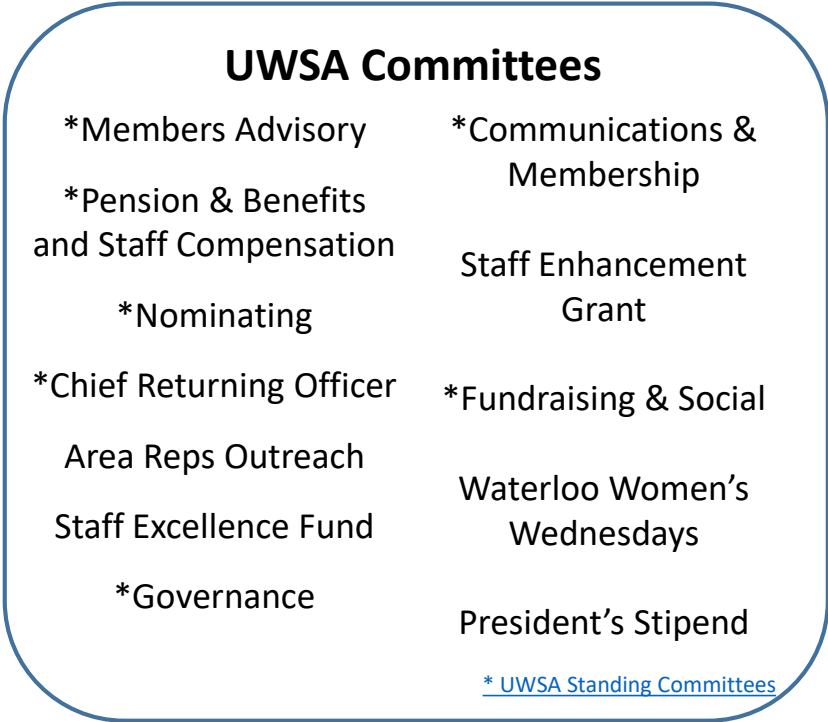 UWSA Committees
*Members Advisory
*Pension & Benefits
and Staff Compensation
*Nominating
*Chief Returning Officer
Area Reps Outreach
Staff Excellence Fund
*Governance
*Communications &
Membership
Staff Enhancement
Grant
*Fundraising & Social
Waterloo Women’s
Wednesdays
President’s Stipend
* UWSA Standing Committees